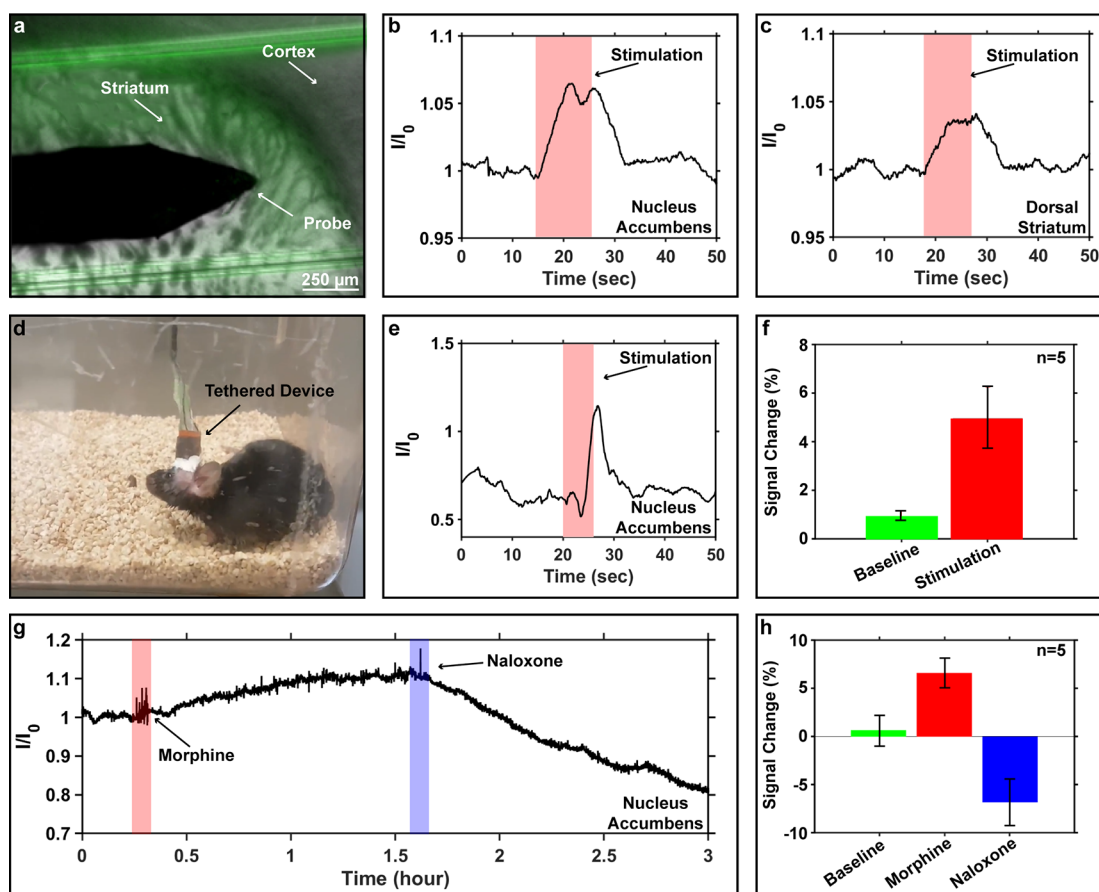 a
Cortex
Striatum
Probe
250 µm
b
1.1
1.05
1
0.95
I/I0
Stimulation
Nucleus
Accumbens
0 10 20 30 40 50
Time (sec)
c
1.1
1.05
1
0.95
I/I0
Stimulation
Dorsal
Striatum
0 10 20 30 40 50
Time (sec)
d
Tethered Device
e
1.5
1
0.5
I/I0
Stimulation
Nucleus
Accumbens
0 10 20 30 40 50
Time (sec)
f
n=5
8
6
4
2
0
Signal Change (%)
Baseline
Stimulation
g
1.2
1.1
1
0.9
0.8
0.7
I/I0
Morphine
Naloxone
Nucleus
Accumbens
0 0.5 1 1.5 2 2.5 3
Time (hour)
h
n=5
10
5
0
-5
-10
Signal Change (%)
Baseline
Morphine
Naloxone